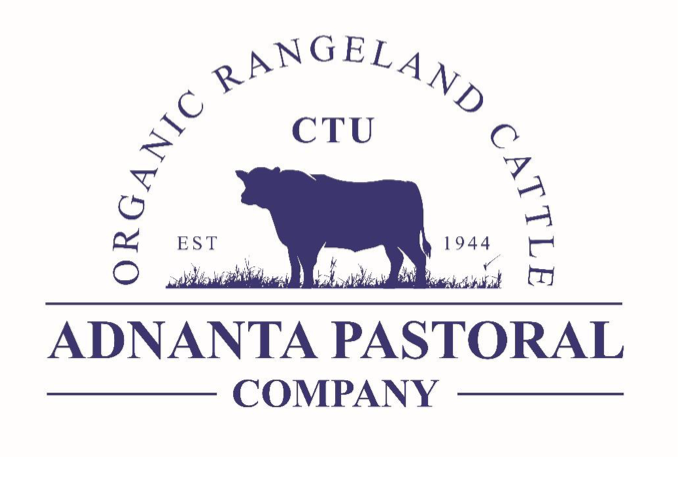 ORGANIC RANGELAND CATTLE
CTU
EST 1944
ADNANTA PASTORAL
COMPANY